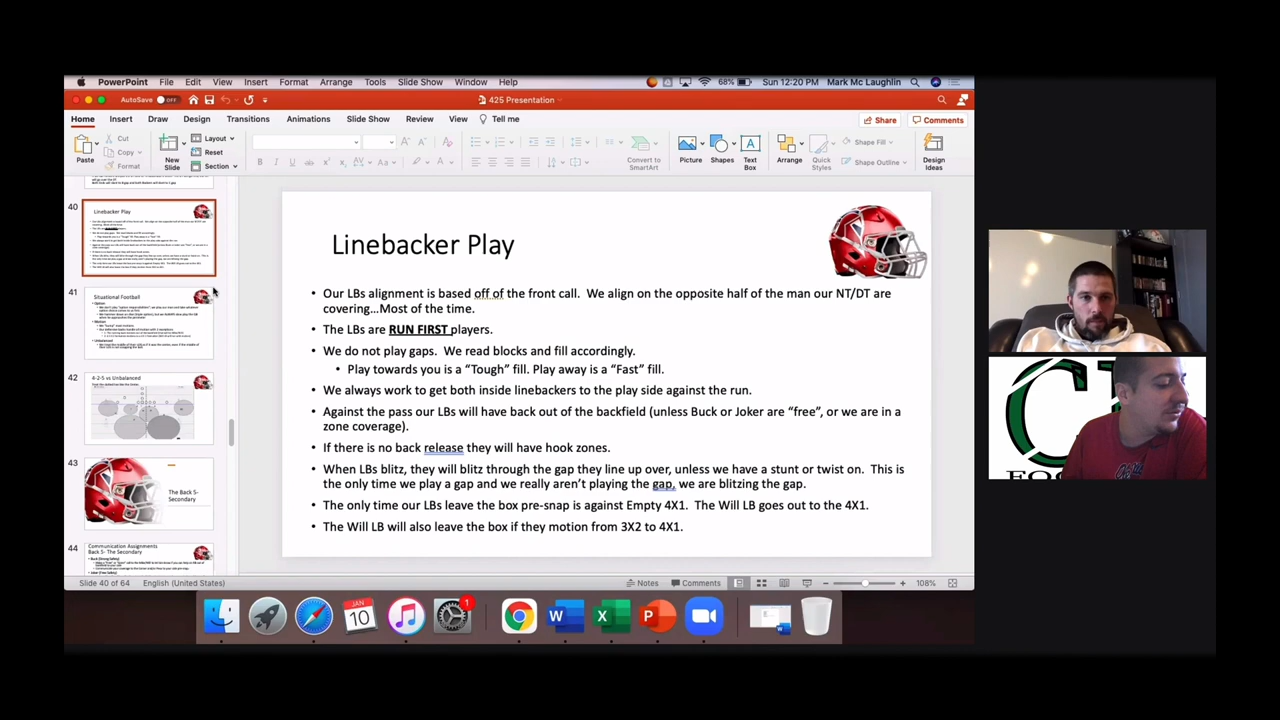 PowerPoint File Edit View Insert Format Arrange Tools Slide Show Window Help 68% Sun 12:20 PM Mark Mc Laughlin
AutoSave OFF 425 Presentation
Home Insert Draw Design Transitions Animations Slide Show Review View Tell me Share Comments
Paste Cut Copy Format New Slide Layout Reset Section Convert to SmartArt Picture Shapes Text Box Arrange Quick Styles Shape Fill Shape Outline Design Ideas
40
Linebacker Play
41
Situational Football
42
4-2-5 vs Unbalanced
43
The Back 5-
Secondary
44
Communication Assignments
Back 5- The Secondary
Linebacker Play
• Our LBs alignment is based off of the front call. We align on the opposite half of the man our NT/DT are
covering...Most of the time.
• The LBs are RUN FIRST players.
• We do not play gaps. We read blocks and fill accordingly.
• Play towards you is a “Tough” fill. Play away is a “Fast” fill.
• We always work to get both inside linebackers to the play side against the run.
• Against the pass our LBs will have back out of the backfield (unless Buck or Joker are “free”, or we are in a
zone coverage).
• If there is no back release they will have hook zones.
• When LBs blitz, they will blitz through the gap they line up over, unless we have a stunt or twist on. This is
the only time we play a gap and we really aren’t playing the gap, we are blitzing the gap.
• The only time our LBs leave the box pre-snap is against Empty 4X1. The Will LB goes out to the 4X1.
• The Will LB will also leave the box if they motion from 3X2 to 4X1.
Slide 40 of 64 English (United States) Notes Comments 108%
JAN
10
1